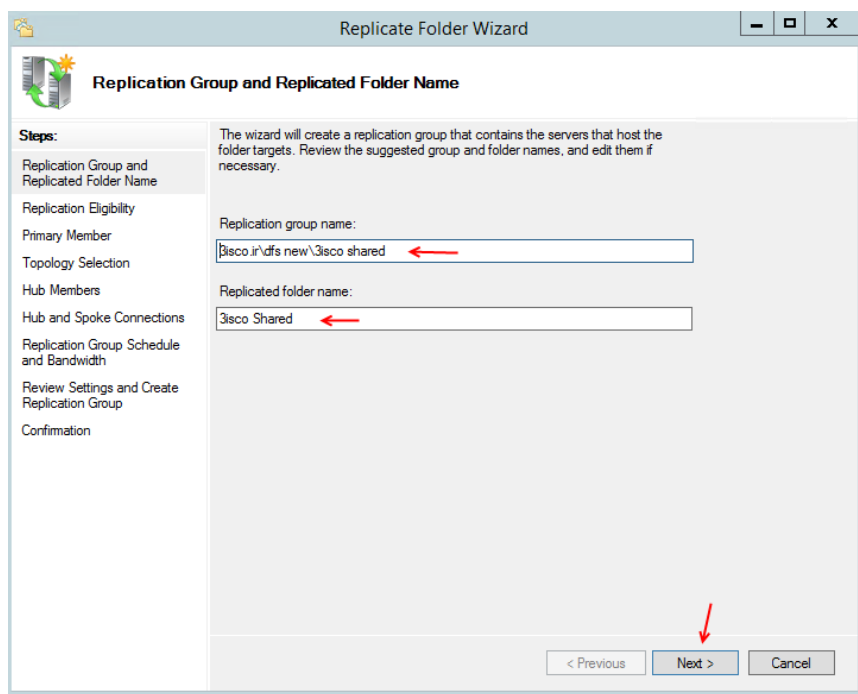 Replicate Folder Wizard
Replication Group and Replicated Folder Name
Steps:
Replication Group and
Replicated Folder Name
Replication Eligibility
Primary Member
Topology Selection
Hub Members
Hub and Spoke Connections
Replication Group Schedule
and Bandwidth
Review Settings and Create
Replication Group
Confirmation
The wizard will create a replication group that contains the servers that host the
folder targets. Review the suggested group and folder names, and edit them if
necessary.
Replication group name:
3isco.ir\dfs new\3isco shared
Replicated folder name:
3isco Shared
< Previous
Next >
Cancel